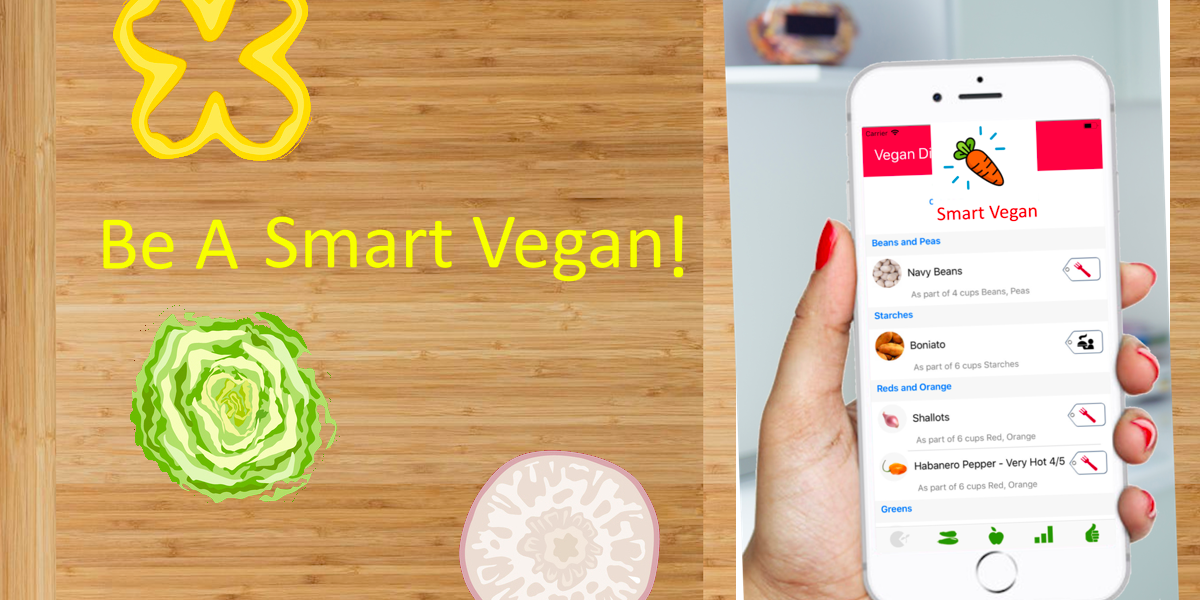 Be A Smart Vegan!
Carrier
Vegan Di
C
Smart Vegan
Beans and Peas
Navy Beans
As part of 4 cups Beans, Peas
Starches
Boniato
As part of 6 cups Starches
Reds and Orange
Shallots
As part of 6 cups Red, Orange
Habanero Pepper - Very Hot 4/5
As part of 6 cups Red, Orange
Greens